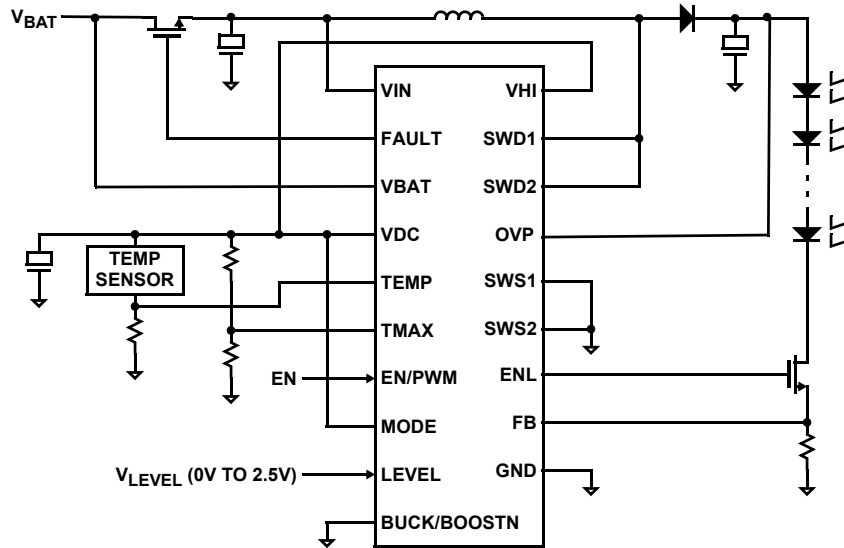 VBAT
VIN VHI
FAULT SWD1
VBAT SWD2
VDC OVP
TEMP SENSOR
TEMP SWS1
TMAX SWS2
EN EN/PWM ENL
MODE FB
VLEVEL (0V TO 2.5V) LEVEL GND
BUCK/BOOSTN